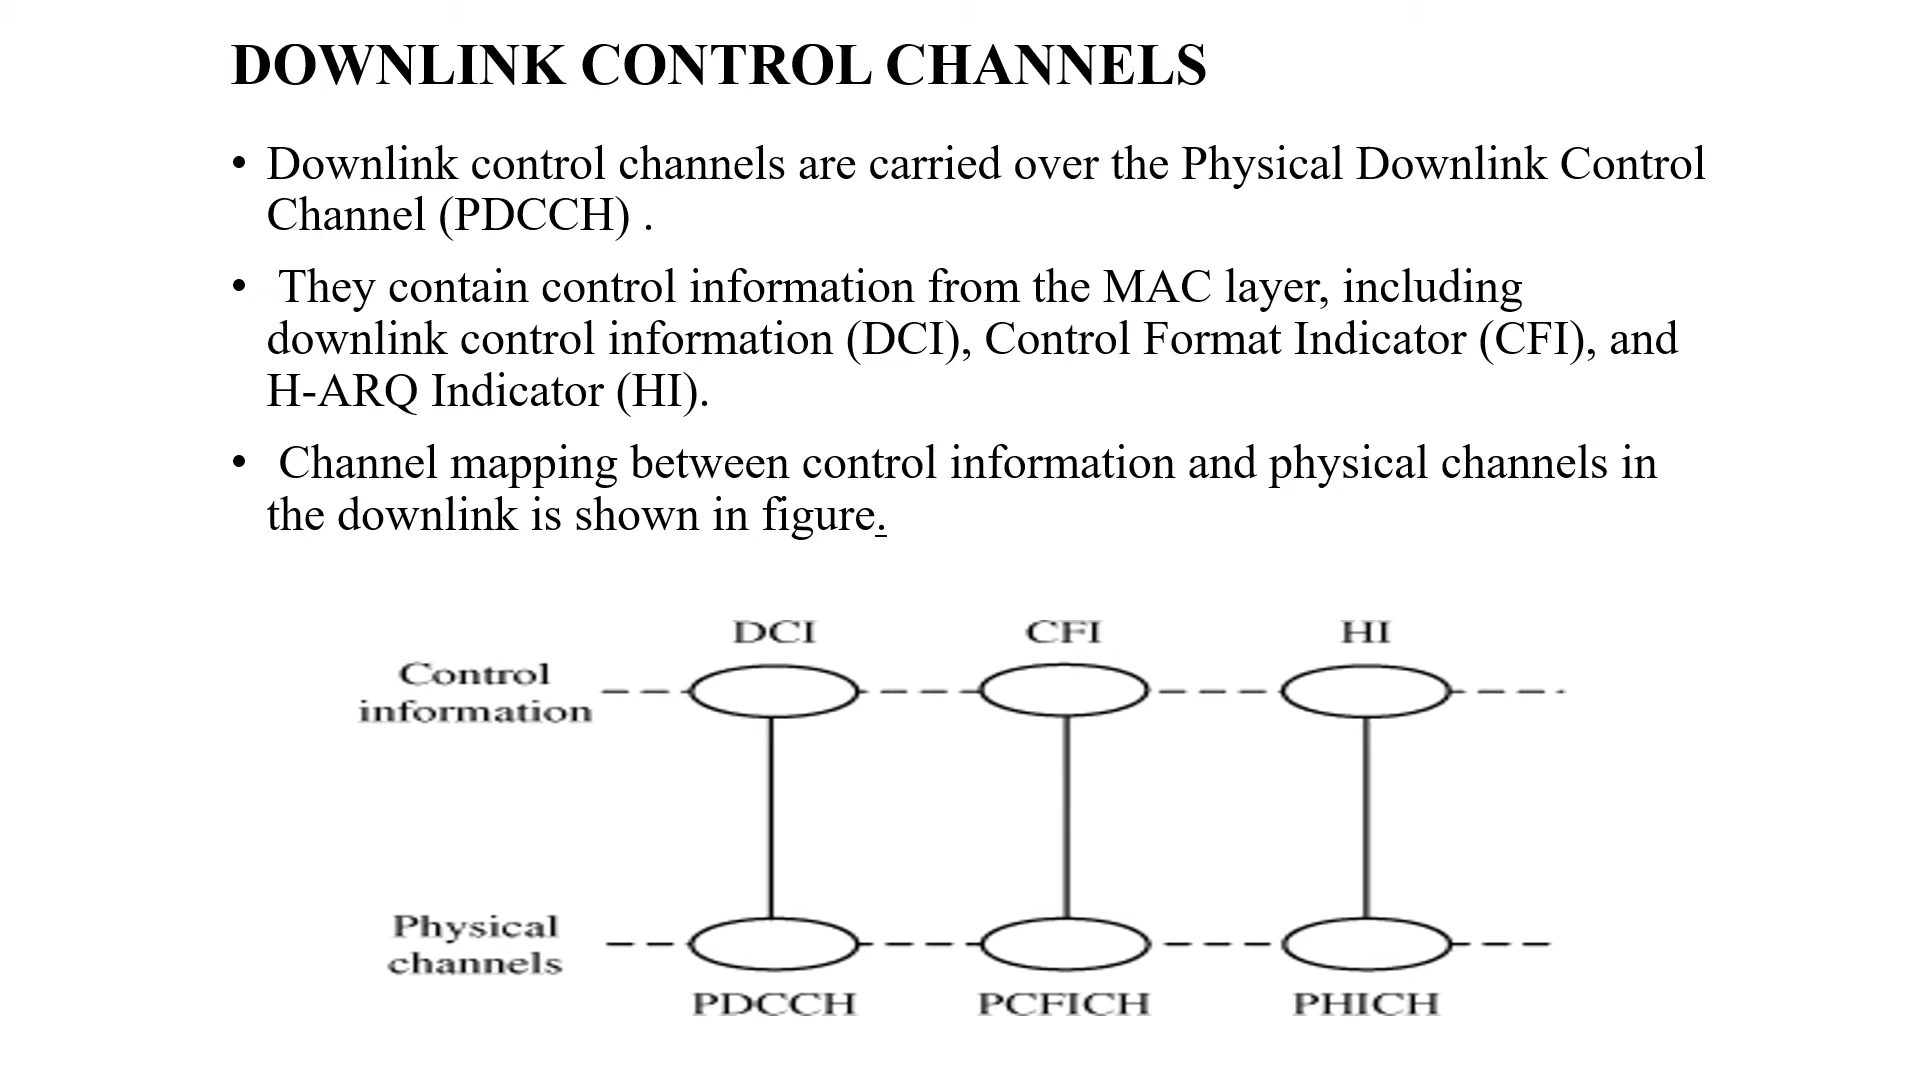 DOWNLINK CONTROL CHANNELS
• Downlink control channels are carried over the Physical Downlink Control
Channel (PDCCH) .
• They contain control information from the MAC layer, including
downlink control information (DCI), Control Format Indicator (CFI), and
H-ARQ Indicator (HI).
• Channel mapping between control information and physical channels in
the downlink is shown in figure.
DCI CFI HI
Control
information
Physical
channels
PDCCH PCFICH PHICH